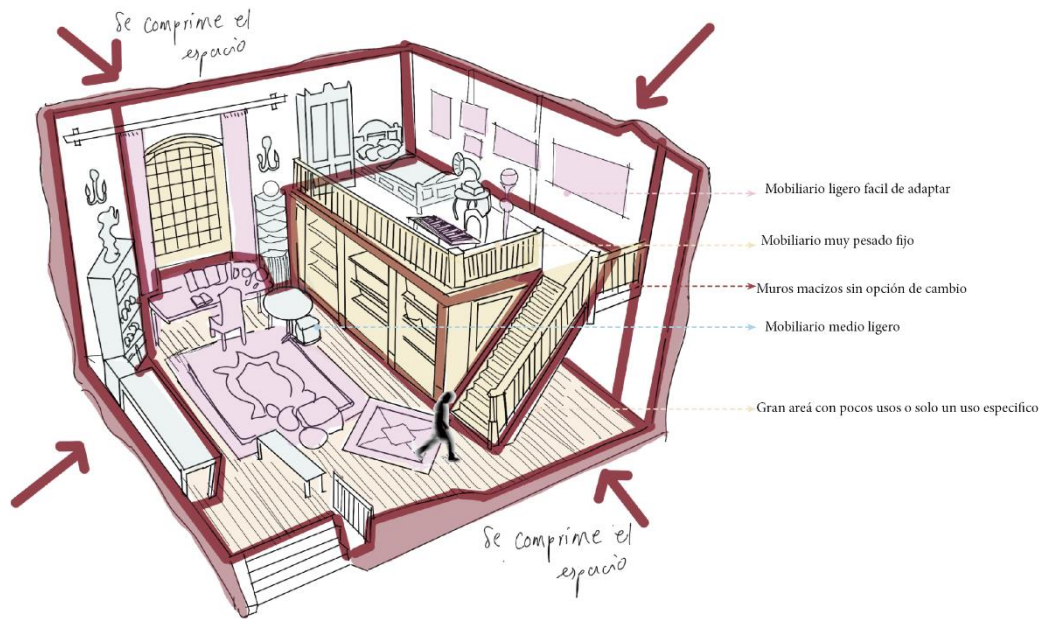 Se comprime el
espacio
Mobiliario ligero facil de adaptar
Mobiliario muy pesado fijo
Muros macizos sin opción de cambio
Mobiliario medio ligero
Gran areá con pocos usos o solo un uso especifico
Se comprime el
espacio